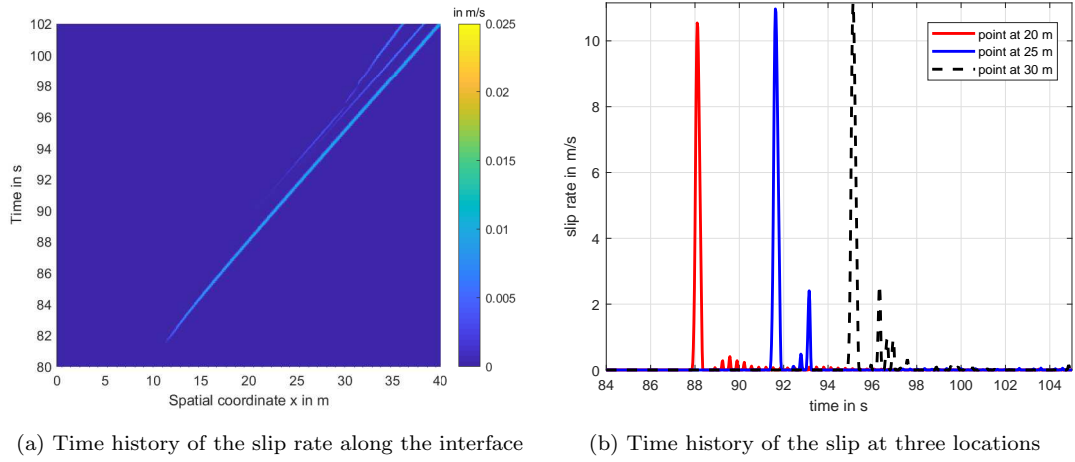 in m/s
102
100
98
96
94
92
90
88
86
84
82
80
Time in s
0 5 10 15 20 25 30 35 40
Spatial coordinate x in m
0.025
0.02
0.015
0.01
0.005
0
(a) Time history of the slip rate along the interface
10
8
6
4
2
0
slip rate in m/s
point at 20 m
point at 25 m
point at 30 m
84 86 88 90 92 94 96 98 100 102 104
time in s
(b) Time history of the slip at three locations